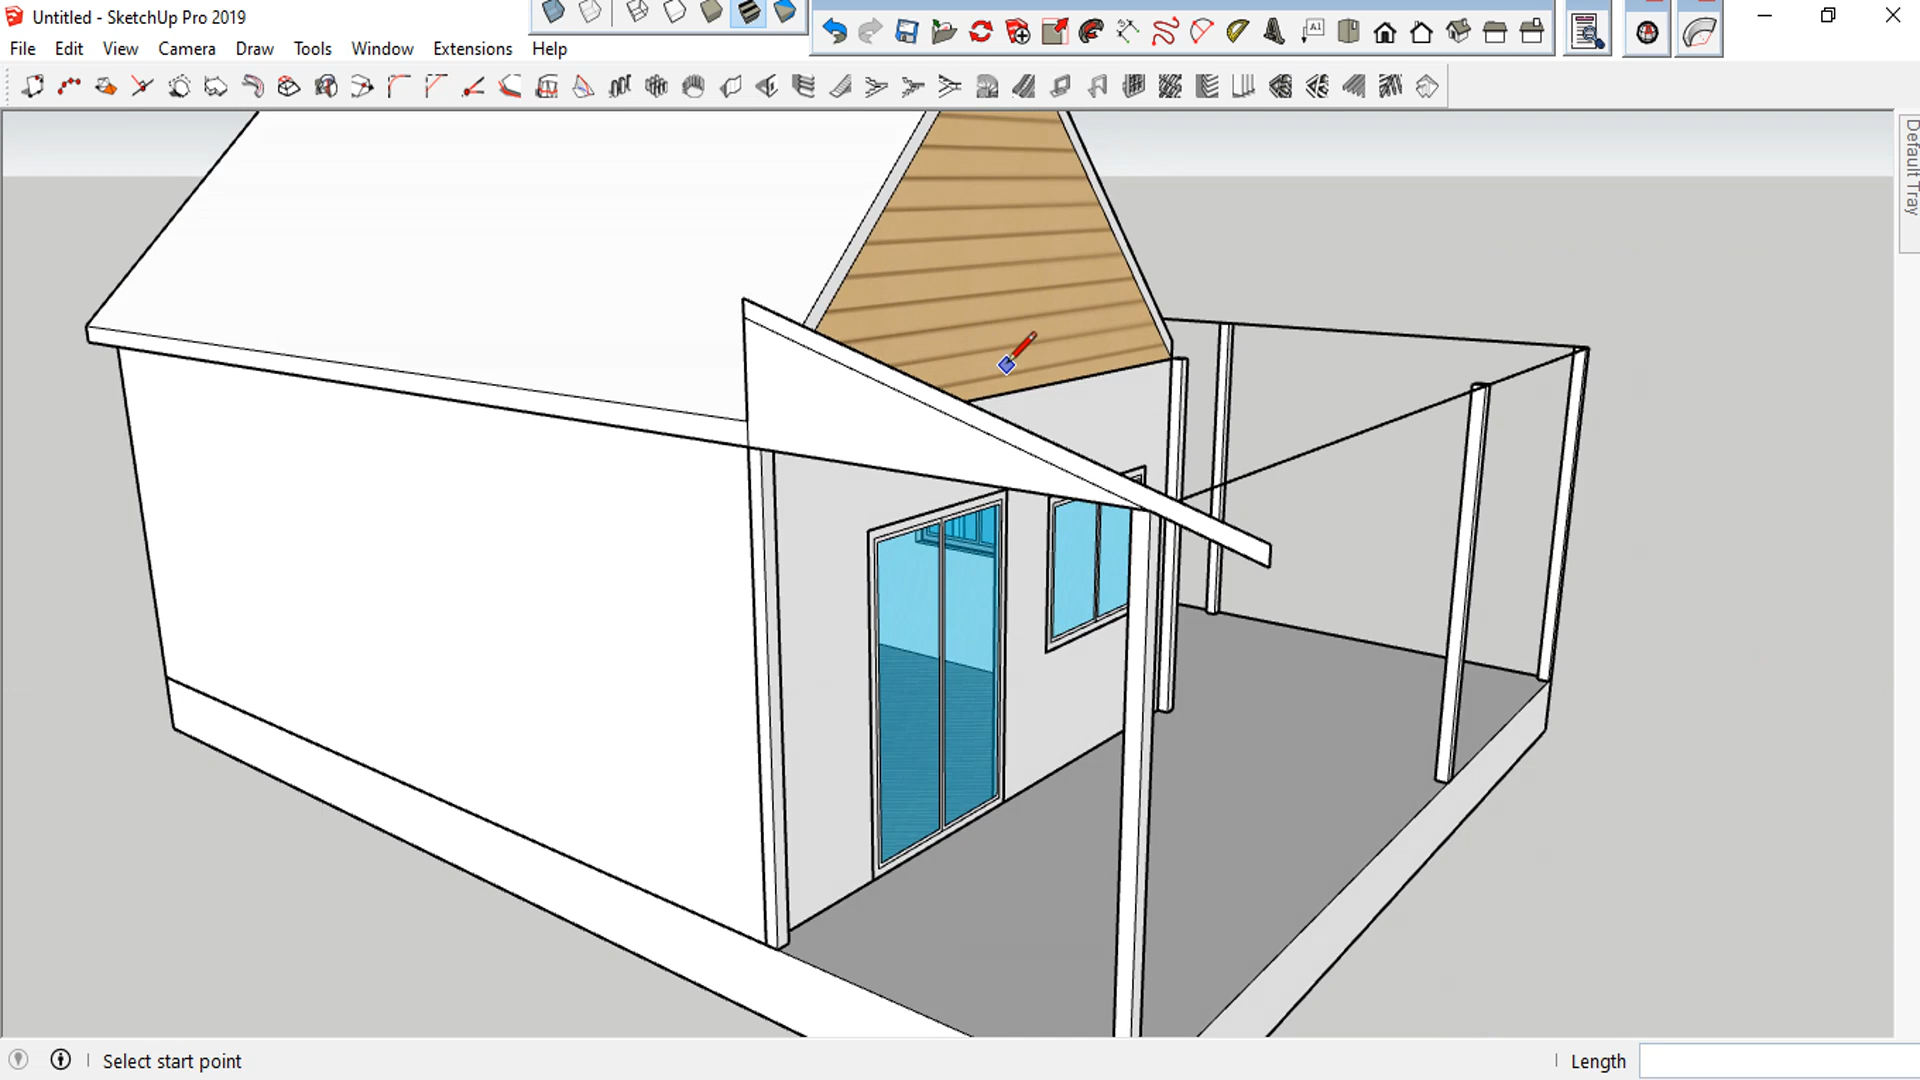 Untitled - SketchUp Pro 2019
File Edit View Camera Draw Tools Window Extensions Help
A1
Default Tray
Select start point
Length